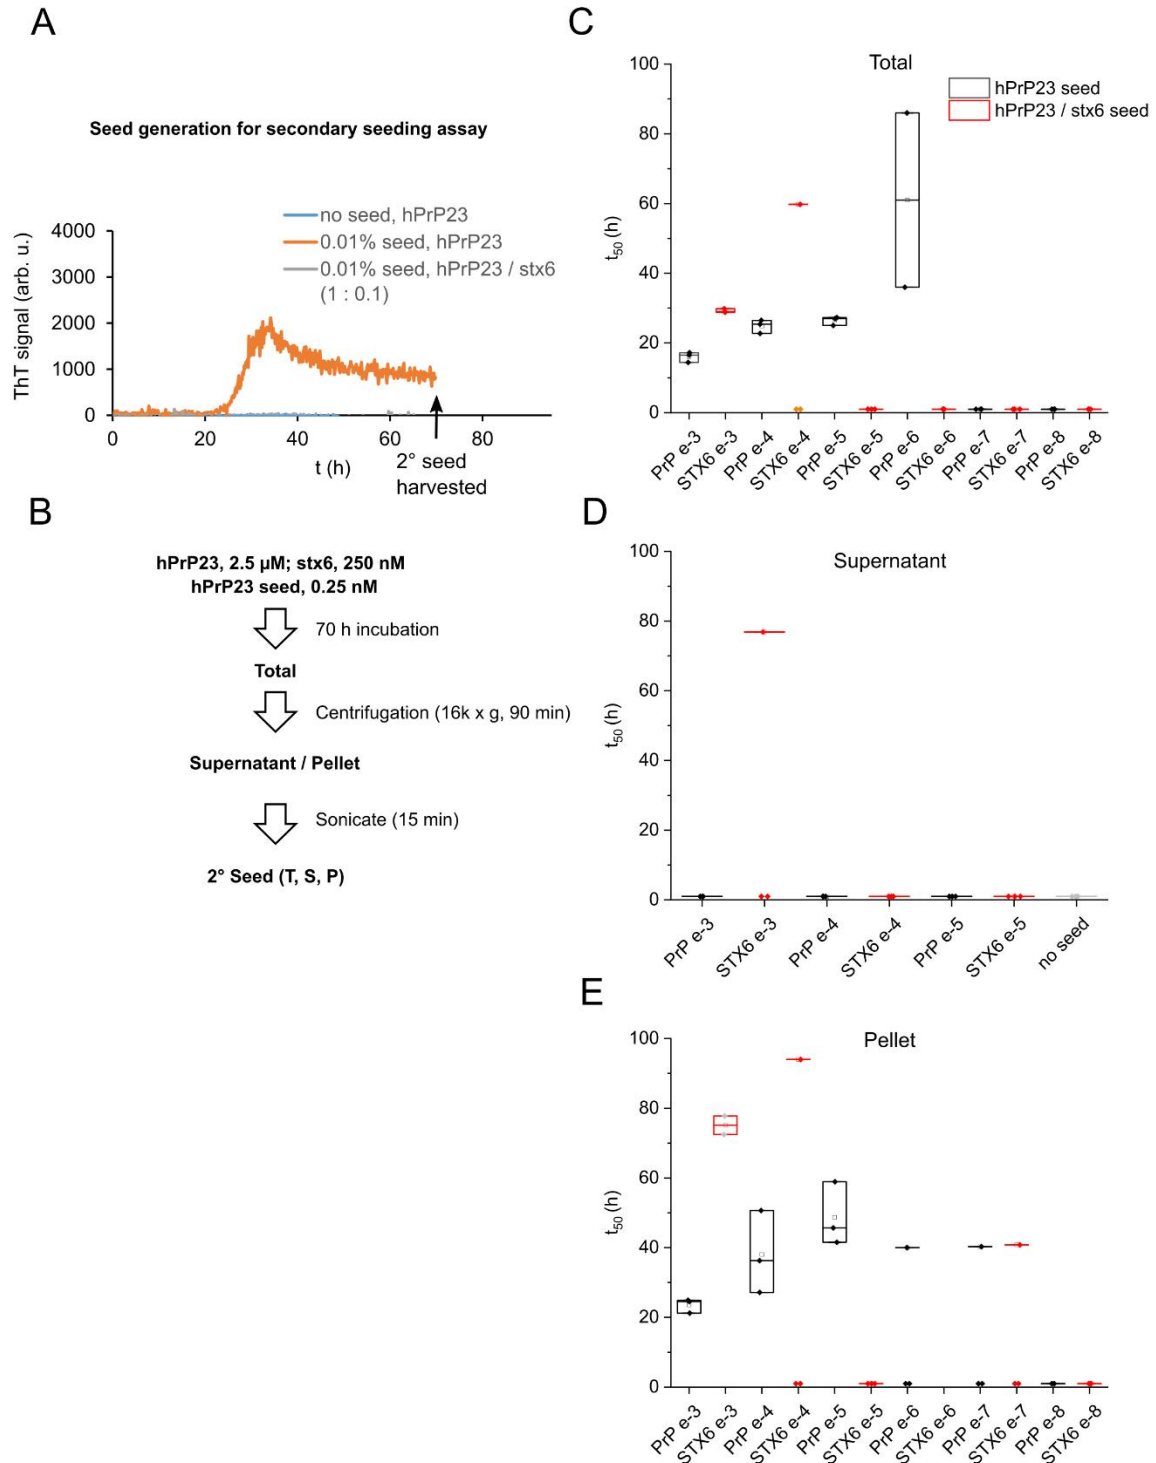 A
Seed generation for secondary seeding assay
ThT signal (arb. u.)
4000
3000
2000
1000
0
no seed, hPrP23
0.01% seed, hPrP23
0.01% seed, hPrP23 / stx6
(1 : 0.1)
0 20 40 60 80
t (h)
2° seed
harvested
B
hPrP23, 2.5 µM; stx6, 250 nM
hPrP23 seed, 0.25 nM
70 h incubation
Total
Centrifugation (16k x g, 90 min)
Supernatant / Pellet
Sonicate (15 min)
2° Seed (T, S, P)
C
Total
hPrP23 seed
hPrP23 / stx6 seed
t50 (h)
100
80
60
40
20
0
PrP e-3
STX6 e-3
PrP e-4
STX6 e-4
PrP e-5
STX6 e-5
PrP e-6
STX6 e-6
PrP e-7
STX6 e-7
PrP e-8
STX6 e-8
D
Supernatant
t50 (h)
100
80
60
40
20
0
PrP e-3
STX6 e-3
PrP e-4
STX6 e-4
PrP e-5
STX6 e-5
no seed
E
Pellet
t50 (h)
100
80
60
40
20
0
PrP e-3
STX6 e-3
PrP e-4
STX6 e-4
PrP e-5
STX6 e-5
PrP e-6
STX6 e-6
PrP e-7
STX6 e-7
PrP e-8
STX6 e-8